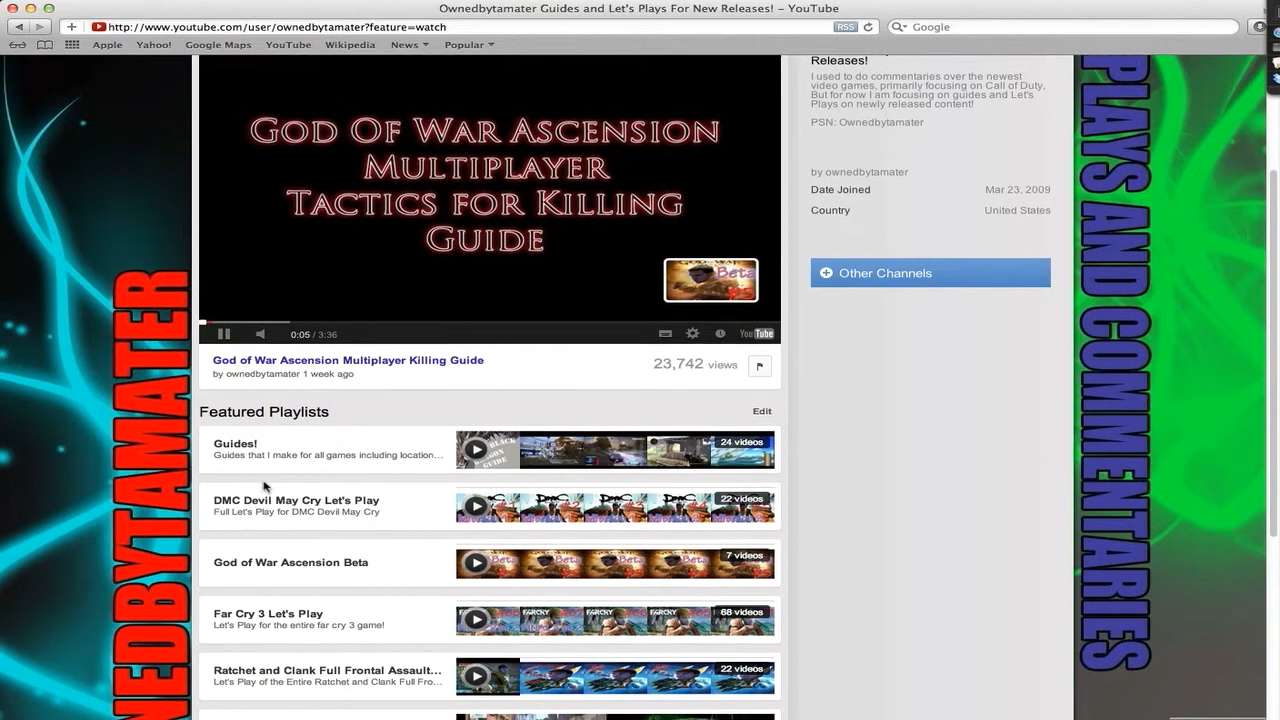 Ownedbytamater Guides and Let's Plays For New Releases! – YouTube
http://www.youtube.com/user/ownedbytamater?feature=watch
RSS
Google
Apple
Yahoo!
Google Maps
YouTube
Wikipedia
News
Popular
GOD OF WAR ASCENSION
MULTIPLAYER
TACTICS FOR KILLING
GUIDE
Beta
0:05 / 3:36
YouTube
God of War Ascension Multiplayer Killing Guide
by ownedbytamater 1 week ago
23,742 views
Featured Playlists
Edit
Guides!
Guides that I make for all games including location...
24 videos
DMC Devil May Cry Let's Play
Full Let's Play for DMC Devil May Cry
22 videos
God of War Ascension Beta
7 videos
Far Cry 3 Let's Play
Let's Play for the entire far cry 3 game!
68 videos
Ratchet and Clank Full Frontal Assault...
Let's Play of the Entire Ratchet and Clank Full Fro...
22 videos
Releases!
I used to do commentaries over the newest
video games, primarily focusing on Call of Duty,
But for now I am focusing on guides and Let's
Plays on newly released content!
PSN: Ownedbytamater
by ownedbytamater
Date Joined
Mar 23, 2009
Country
United States
Other Channels
NEDBYTAMATER
PLAYS AND COMMENTARIES